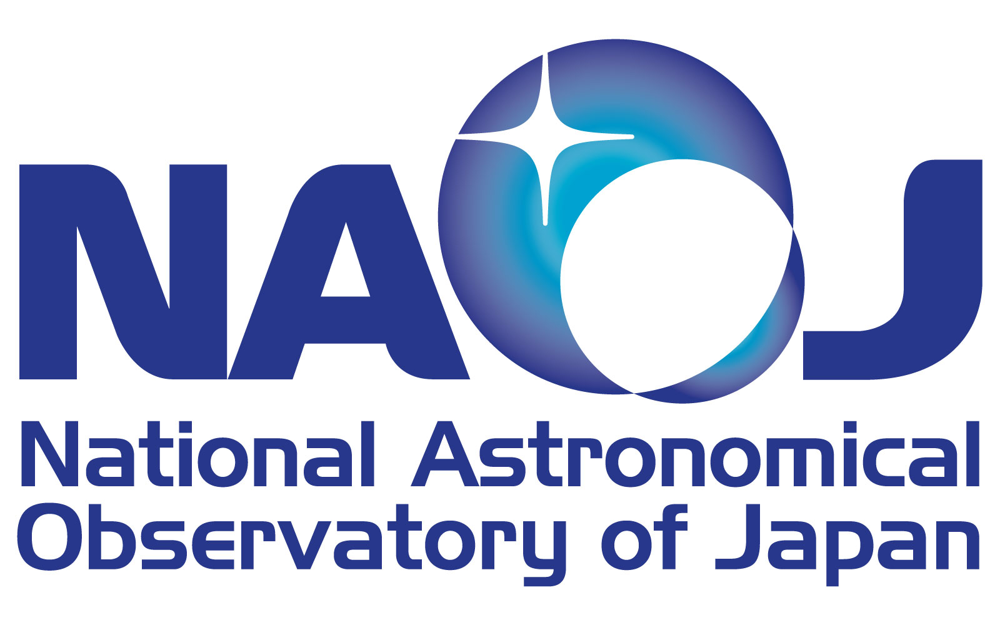 NAOJ
National Astronomical
Observatory of Japan